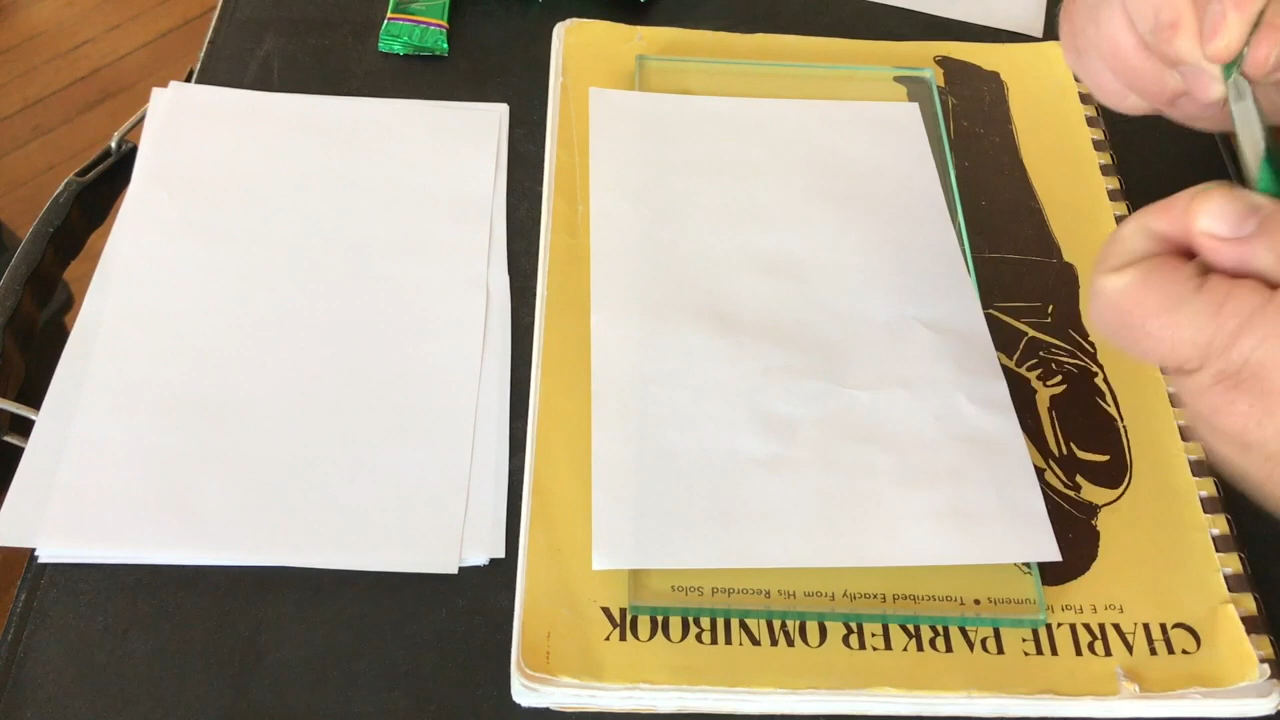 CHARLIE PARKER OMNIBOOK
For E Flat Instruments • Transcribed Exactly From His Recorded Solos